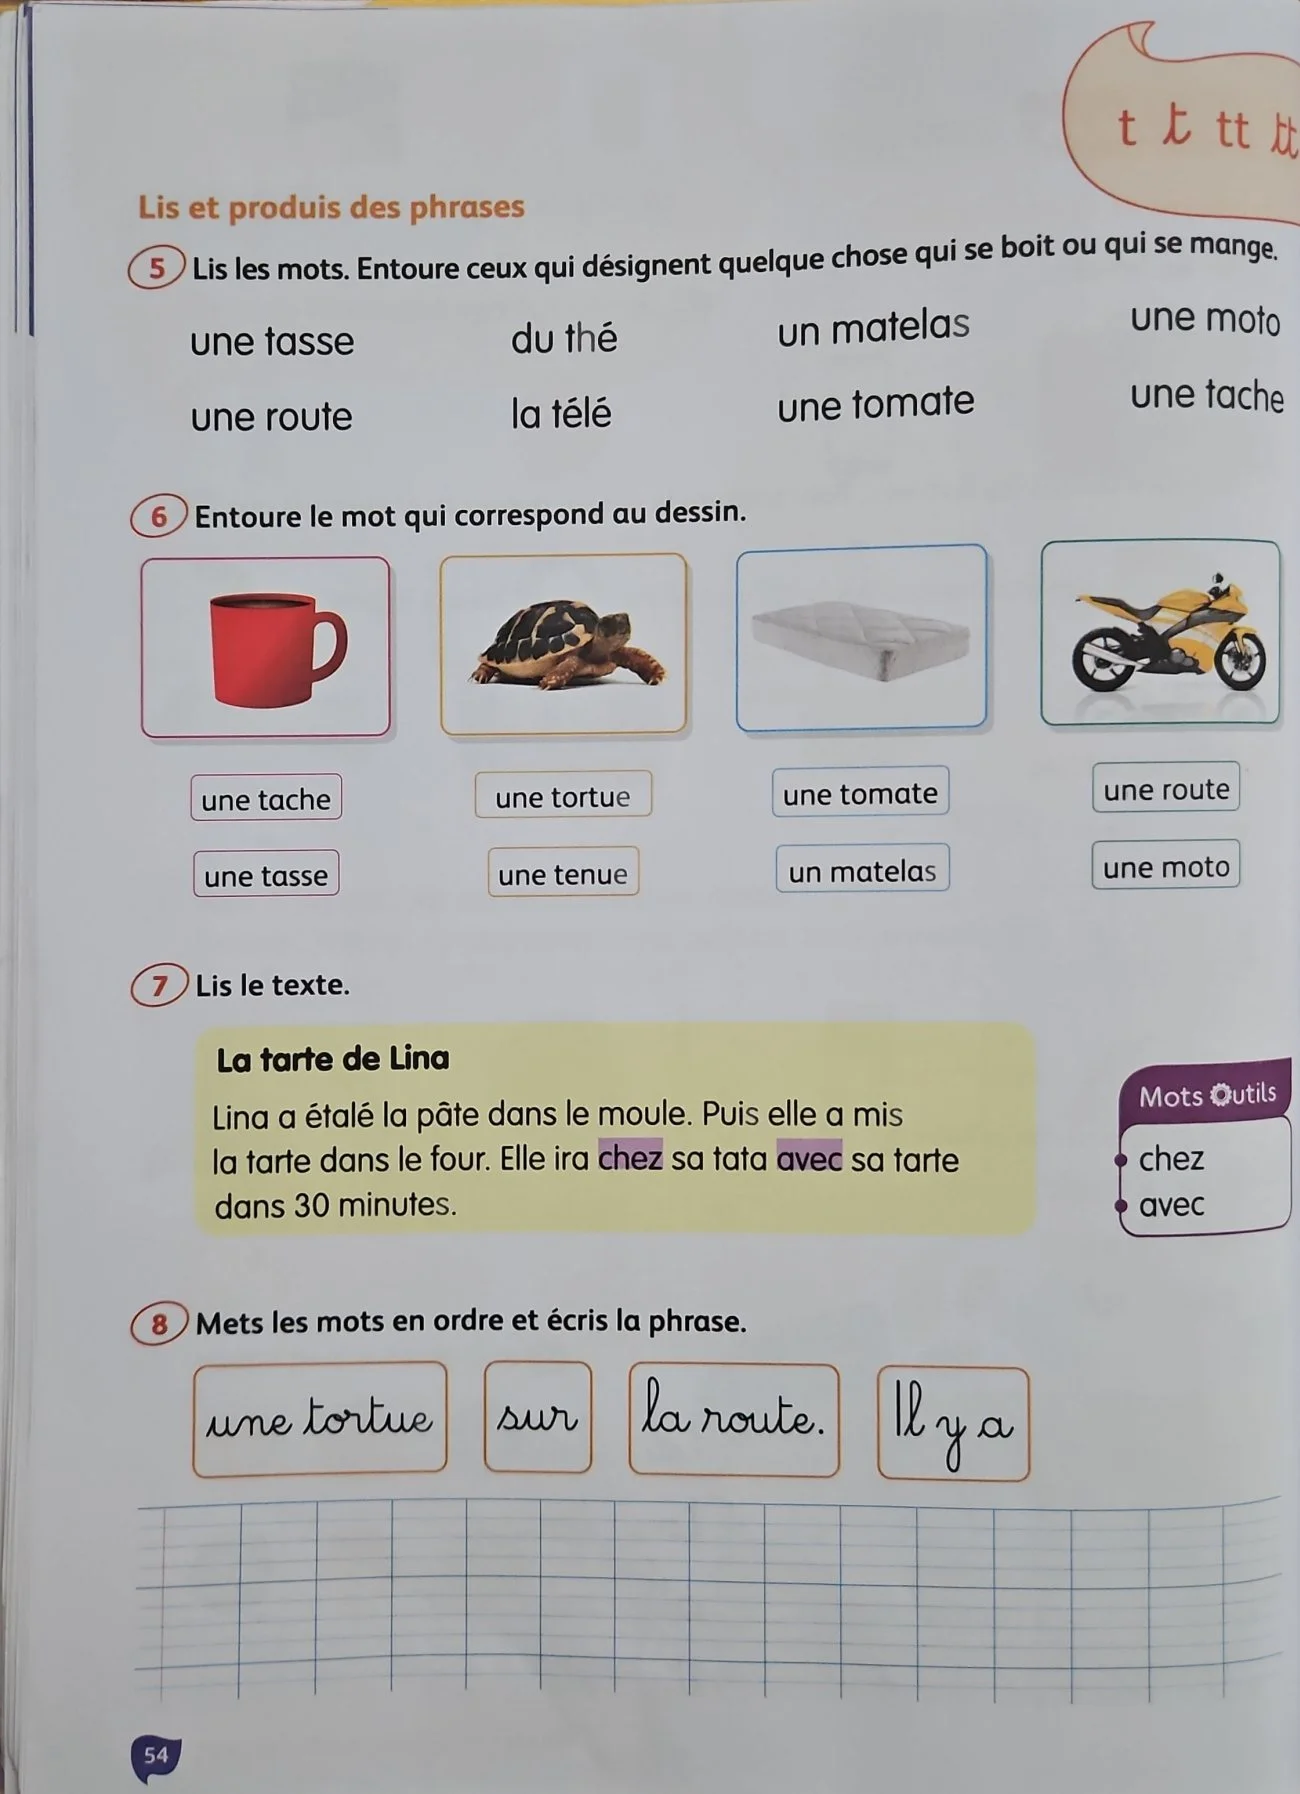 t t tt tt
Lis et produis des phrases
5 Lis les mots. Entoure ceux qui désignent quelque chose qui se boit ou qui se mange.
une tasse du thé un matelas une moto
une route la télé une tomate une tache
6 Entoure le mot qui correspond au dessin.
une tache une tortue une tomate une route
une tasse une tenue un matelas une moto
7 Lis le texte.
La tarte de Lina
Lina a étalé la pâte dans le moule. Puis elle a mis
la tarte dans le four. Elle ira chez sa tata avec sa tarte
dans 30 minutes.
Mots Outils
chez
avec
8 Mets les mots en ordre et écris la phrase.
une tortue sur la route. Il y a
54